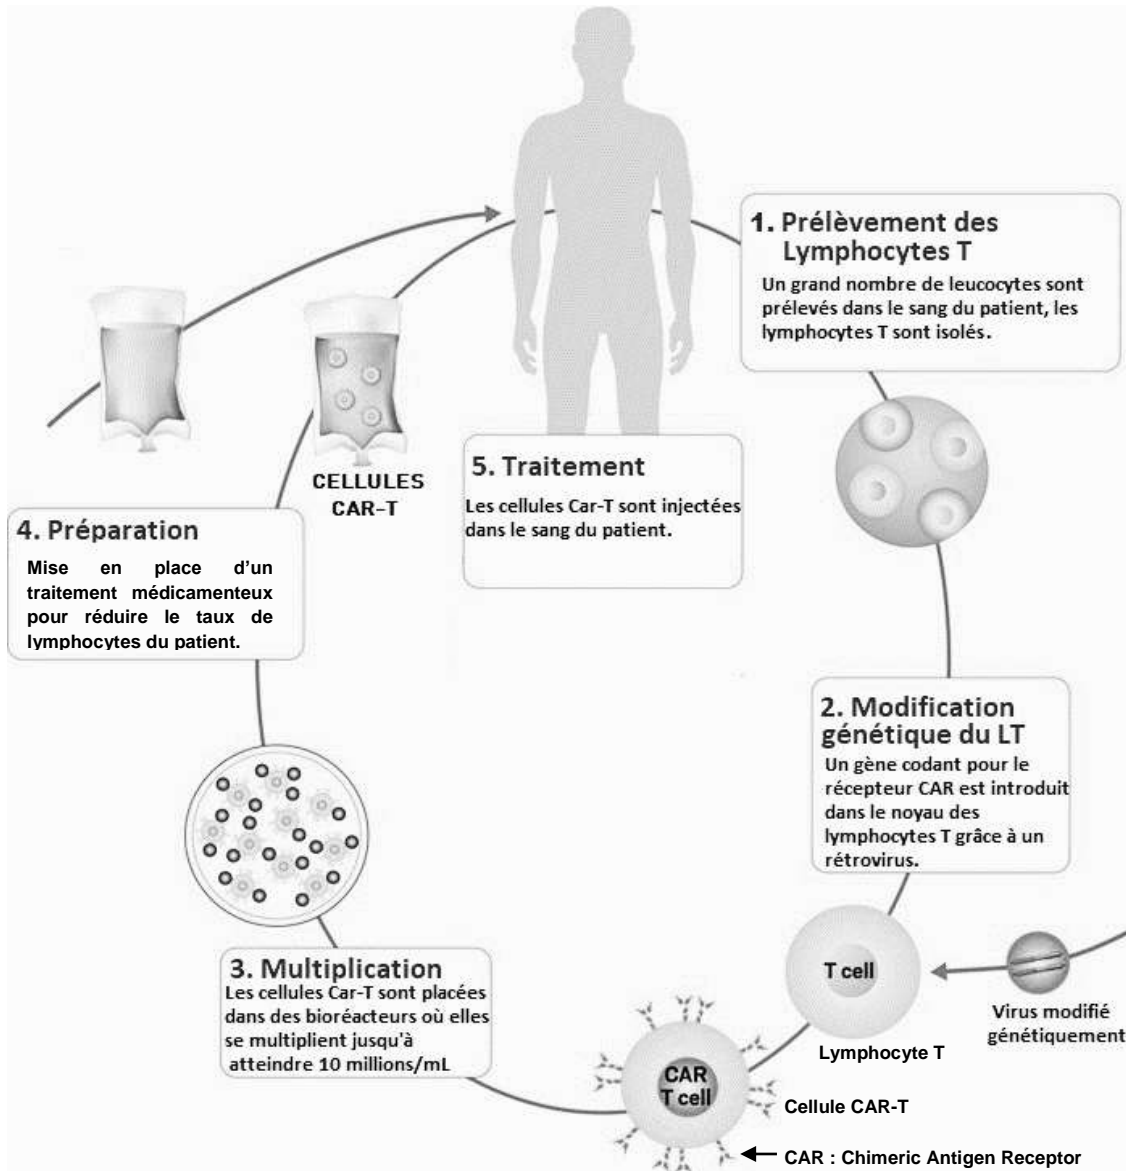 1. Prélèvement des
Lymphocytes T
Un grand nombre de leucocytes sont
prélevés dans le sang du patient, les
lymphocytes T sont isolés.
CELLULES
CAR-T
5. Traitement
Les cellules Car-T sont injectées
dans le sang du patient.
4. Préparation
Mise en place d'un
traitement médicamenteux
pour réduire le taux de
lymphocytes du patient.
2. Modification
génétique du LT
Un gène codant pour le
récepteur CAR est introduit
dans le noyau des
lymphocytes T grâce à un
rétrovirus.
T cell
Virus modifié
génétiquement
Lymphocyte T
3. Multiplication
Les cellules Car-T sont placées
dans des bioréacteurs où elles
se multiplient jusqu'à
atteindre 10 millions/mL
CAR
T cell
Cellule CAR-T
CAR : Chimeric Antigen Receptor